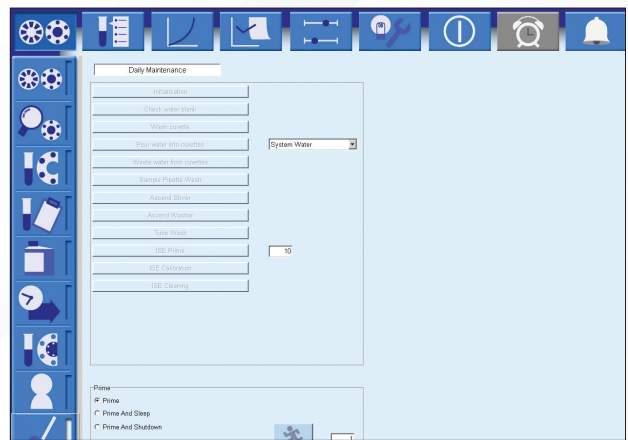 Daily Maintenance
Initialization
Check water blank
Wash cuvette
Pour water into cuvettes
System Water
Waste water from cuvettes
Sample Pipette Wash
Ascend Stirrer
Ascend Washer
Tube Wash
ISE Prime
10
ISE Calibration
ISE Cleaning
Prime
Prime
Prime And Sleep
Prime And Shutdown
1